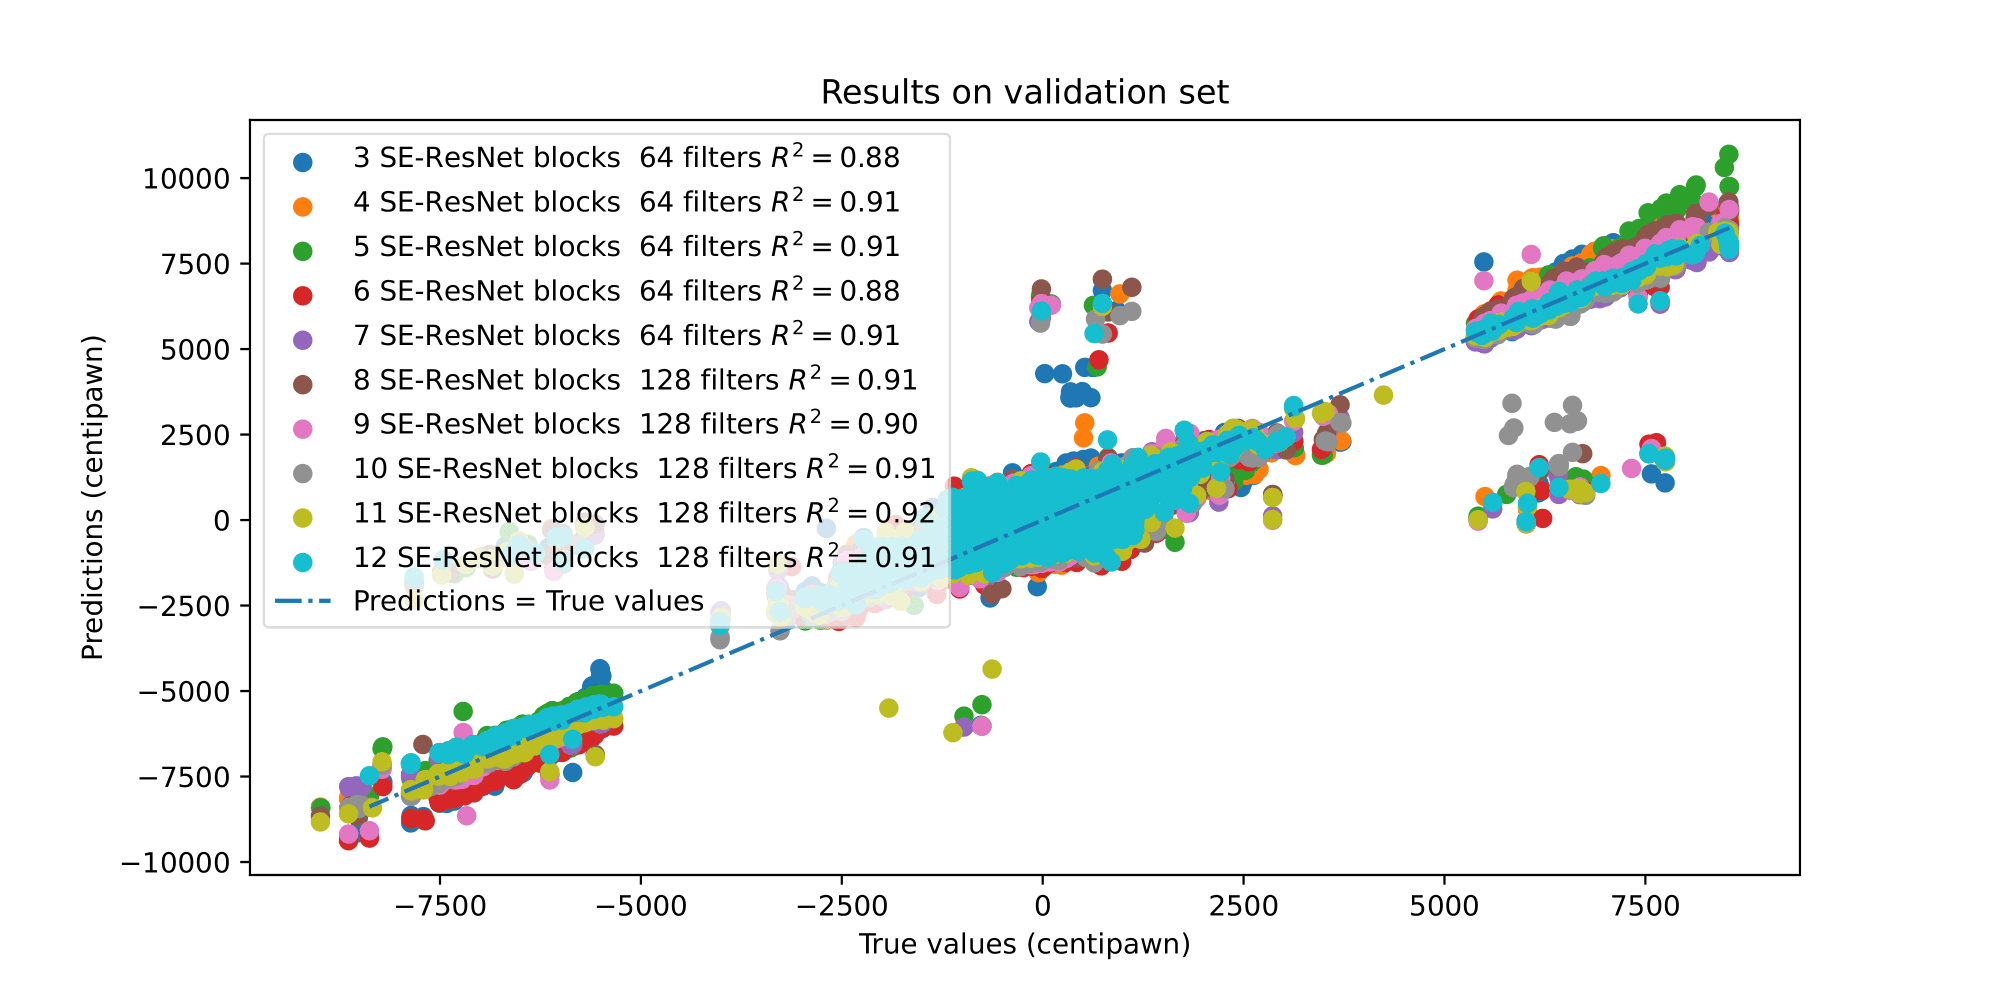 Results on validation set
3 SE-ResNet blocks 64 filters R² = 0.88
4 SE-ResNet blocks 64 filters R² = 0.91
5 SE-ResNet blocks 64 filters R² = 0.91
6 SE-ResNet blocks 64 filters R² = 0.88
7 SE-ResNet blocks 64 filters R² = 0.91
8 SE-ResNet blocks 128 filters R² = 0.91
9 SE-ResNet blocks 128 filters R² = 0.90
10 SE-ResNet blocks 128 filters R² = 0.91
11 SE-ResNet blocks 128 filters R² = 0.92
12 SE-ResNet blocks 128 filters R² = 0.91
Predictions = True values
Predictions (centipawn)
10000
7500
5000
2500
0
−2500
−5000
−7500
−10000
−7500 −5000 −2500 0 2500 5000 7500
True values (centipawn)